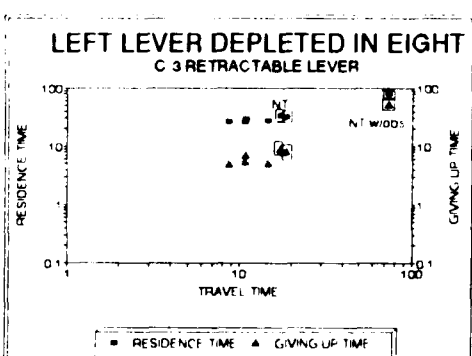 LEFT LEVER DEPLETED IN EIGHT
C 3 RETRACTABLE LEVER
100 100
NT
NT W/OBS
10 10
1 1
0.1 0.1
1 10 100
RESIDENCE TIME
GIVING UP TIME
TRAVEL TIME
RESIDENCE TIME GIVING UP TIME